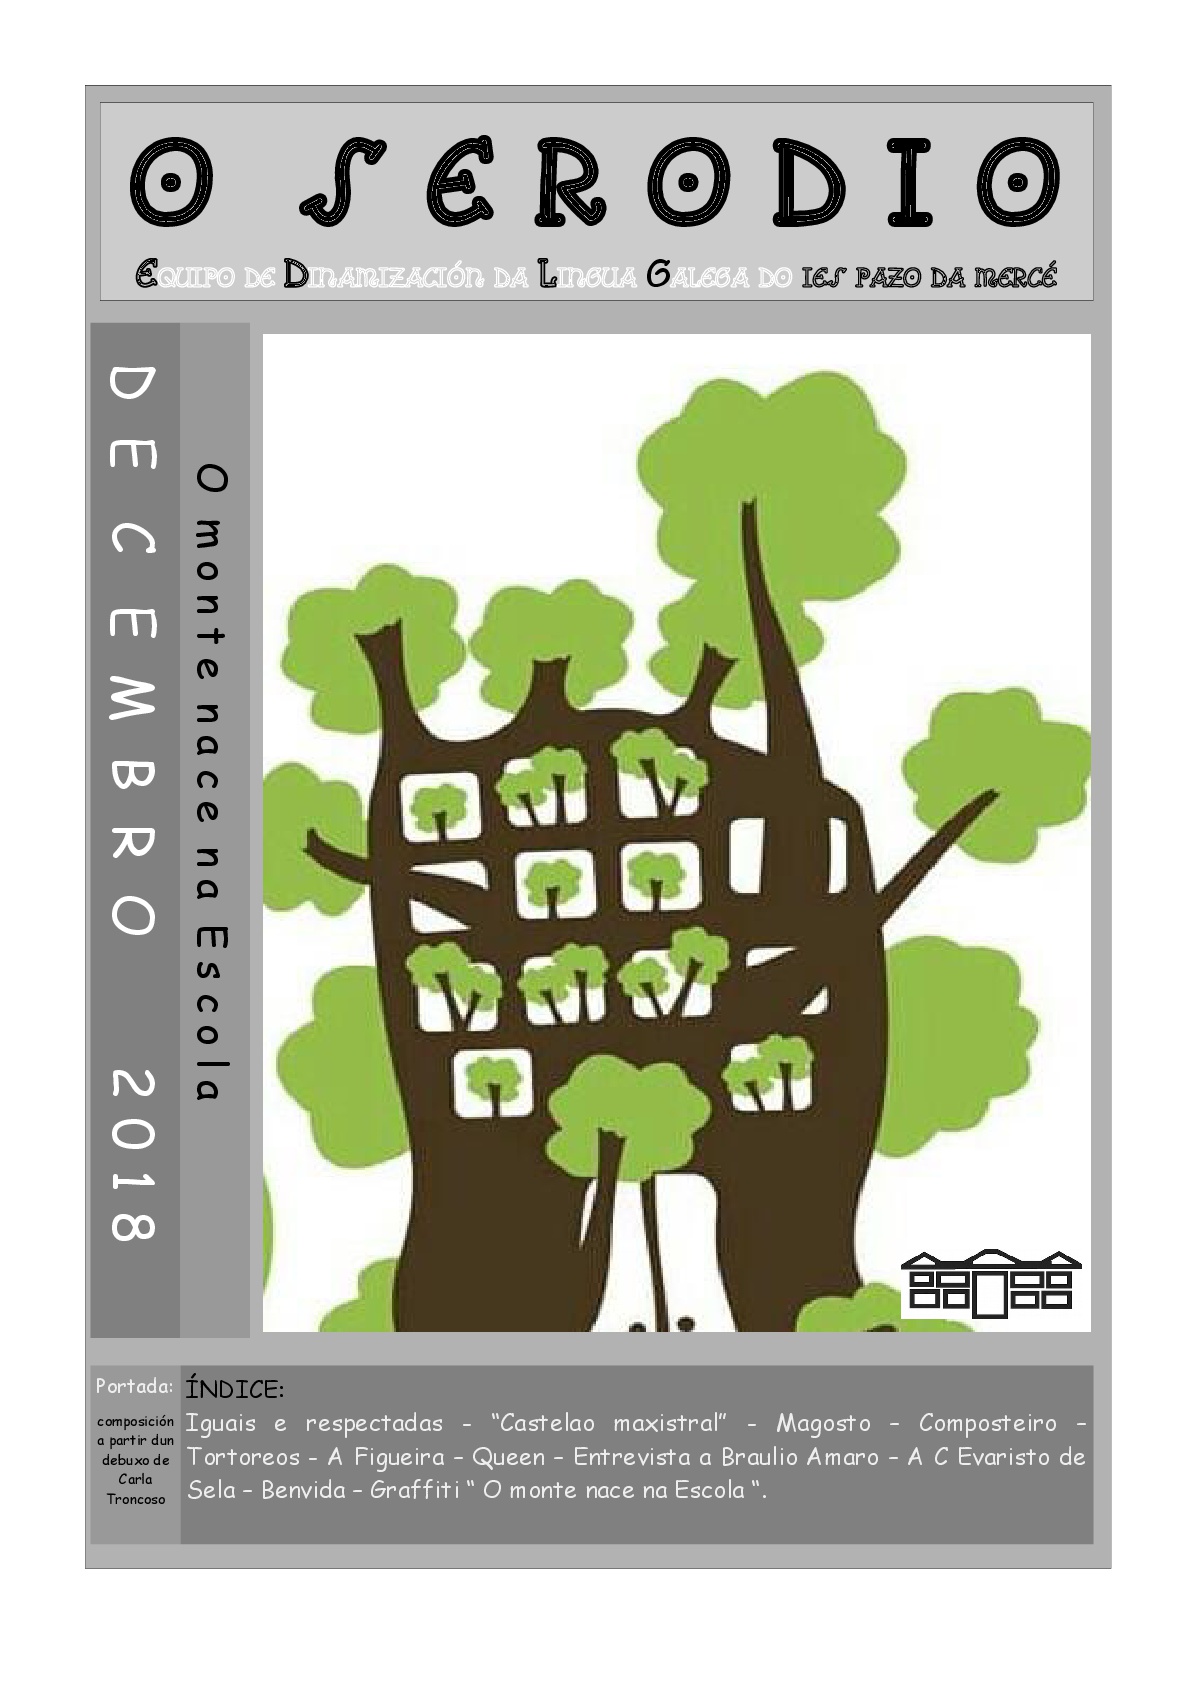 O SERODIO
EQUIPO DE DINAMIZACIÓN DA LINGUA GALEGA DO IES PAZO DA MERCÉ
DECEMBRO 2018
O monte nace na Escola
Portada:
composición
a partir dun
debuxo de
Carla
Troncoso
ÍNDICE:
Iguais e respectadas - “Castelao maxistral” - Magosto – Composteiro –
Tortoreos - A Figueira – Queen – Entrevista a Braulio Amaro – A C Evaristo de
Sela – Benvida – Graffiti “ O monte nace na Escola “.